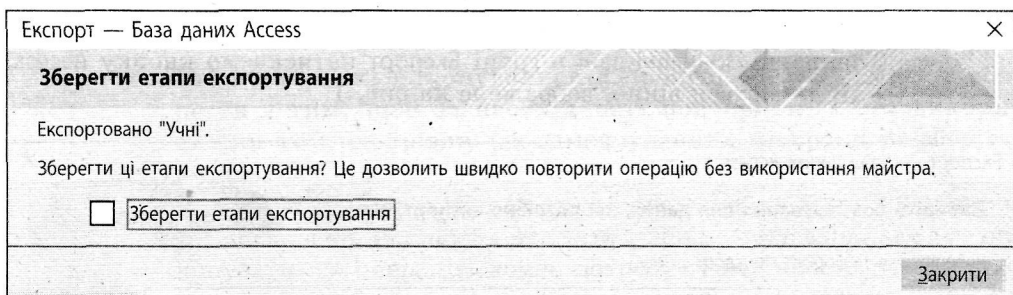 Експорт — База даних Access
Зберегти етапи експортування
Експортовано "Учні".
Зберегти ці етапи експортування? Це дозволить швидко повторити операцію без використання майстра.
Зберегти етапи експортування
Закрити